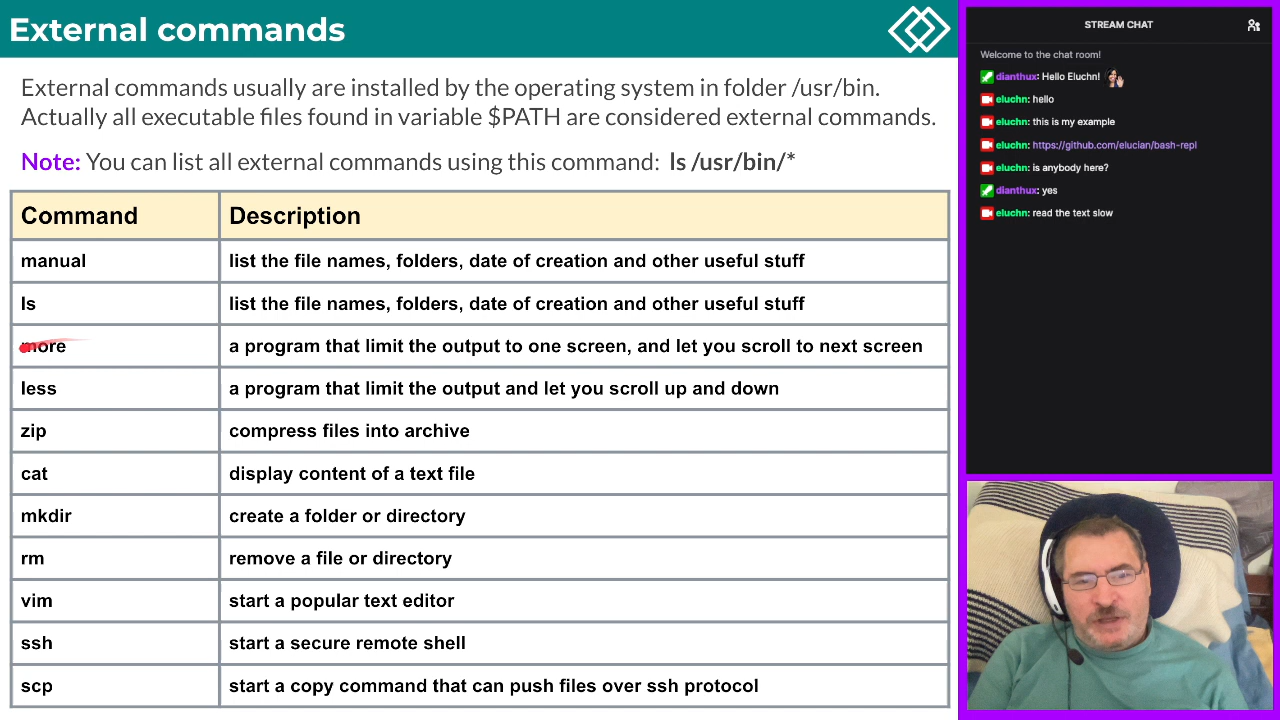 External commands
External commands usually are installed by the operating system in folder /usr/bin.
Actually all executable files found in variable $PATH are considered external commands.
Note: You can list all external commands using this command: ls /usr/bin/*
Command Description
manual list the file names, folders, date of creation and other useful stuff
ls list the file names, folders, date of creation and other useful stuff
more a program that limit the output to one screen, and let you scroll to next screen
less a program that limit the output and let you scroll up and down
zip compress files into archive
cat display content of a text file
mkdir create a folder or directory
rm remove a file or directory
vim start a popular text editor
ssh start a secure remote shell
scp start a copy command that can push files over ssh protocol
STREAM CHAT
Welcome to the chat room!
dianthux: Hello Eluchn!
eluchn: hello
eluchn: this is my example
eluchn: https://github.com/elucian/bash-repl
eluchn: is anybody here?
dianthux: yes
eluchn: read the text slow